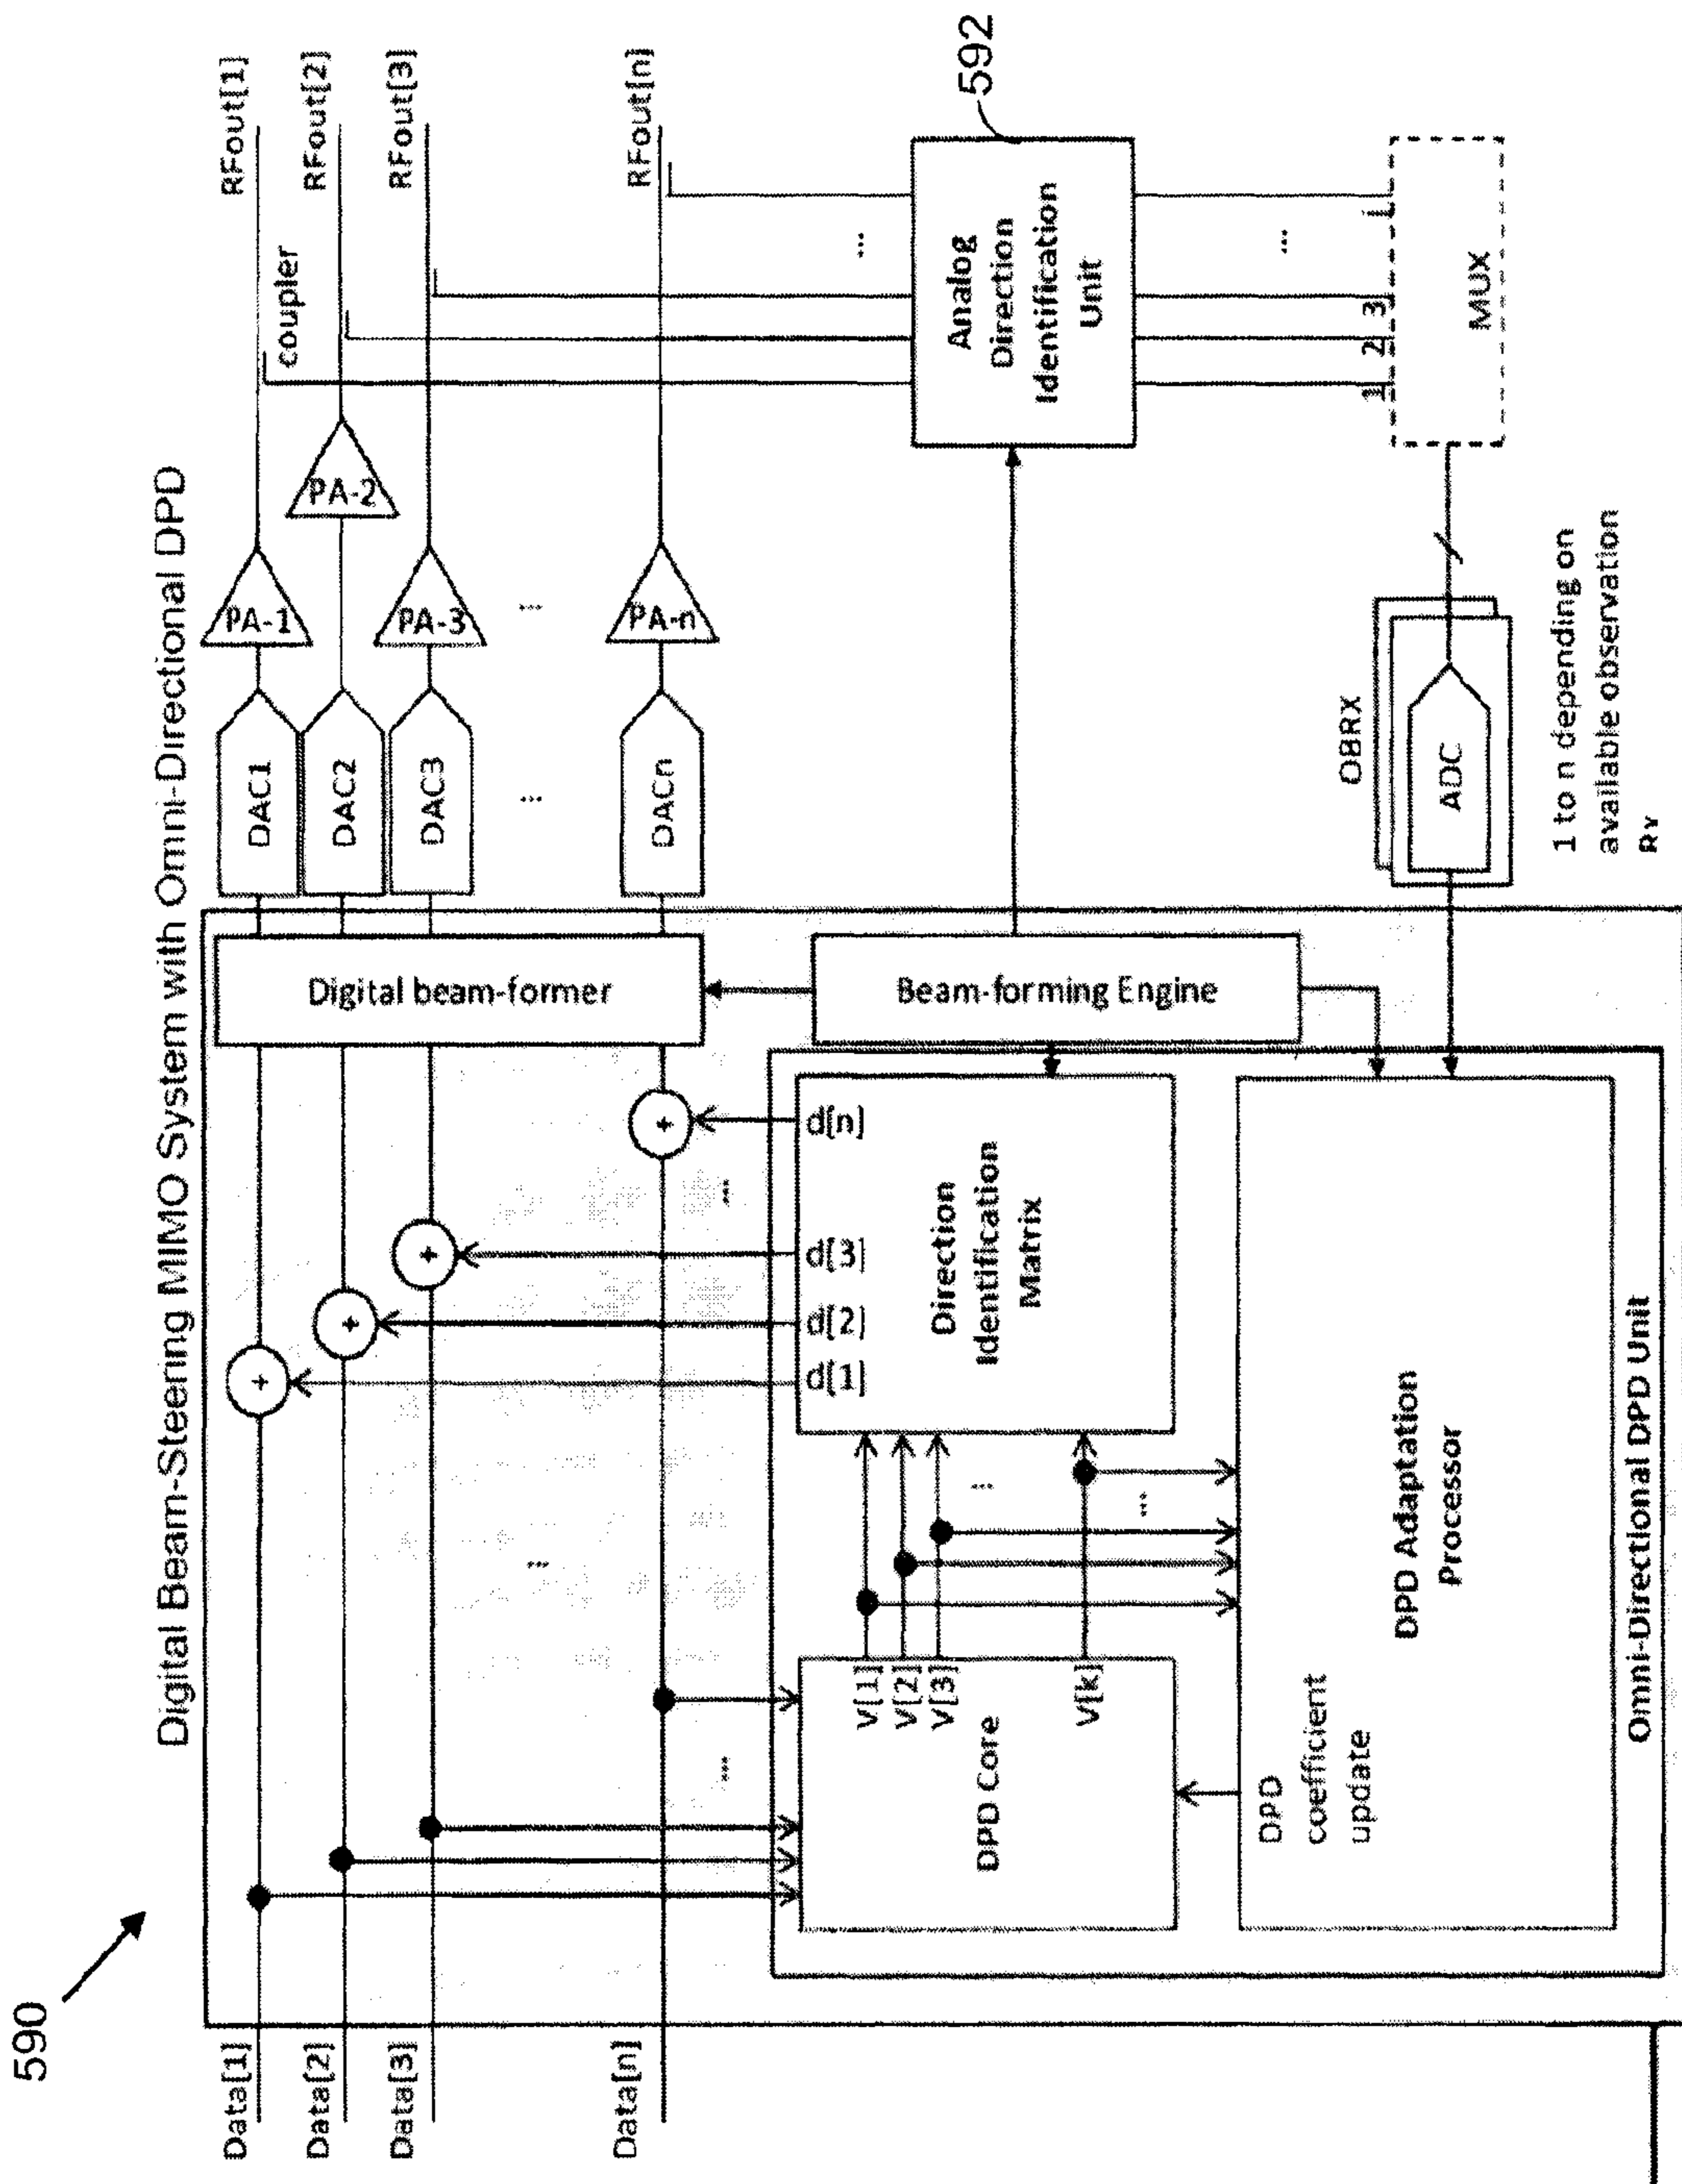 590
Digital Beam-Steering MIMO System with Omni-Directional DPD
Data[1]
Data[2]
Data[3]
Data[n]
...
...
+
+
+
+
...
Digital beam-former
DAC1
DAC2
DAC3
...
DACn
PA-1
PA-2
PA-3
...
PA-n
RFout[1]
coupler
RFout[2]
RFout[3]
RFout[n]
DPD Core
V[1]
V[2]
V[3]
V[k]
...
...
d[1]
d[2]
d[3]
d[n]
Direction
Identification
Matrix
Beam-forming Engine
...
Analog
Direction
Identification
Unit
592
...
1
2
3
i
MUX
DPD
coefficient
update
DPD Adaptation
Processor
Omni-Directional DPD Unit
OBRX
ADC
1 to n depending on
available observation